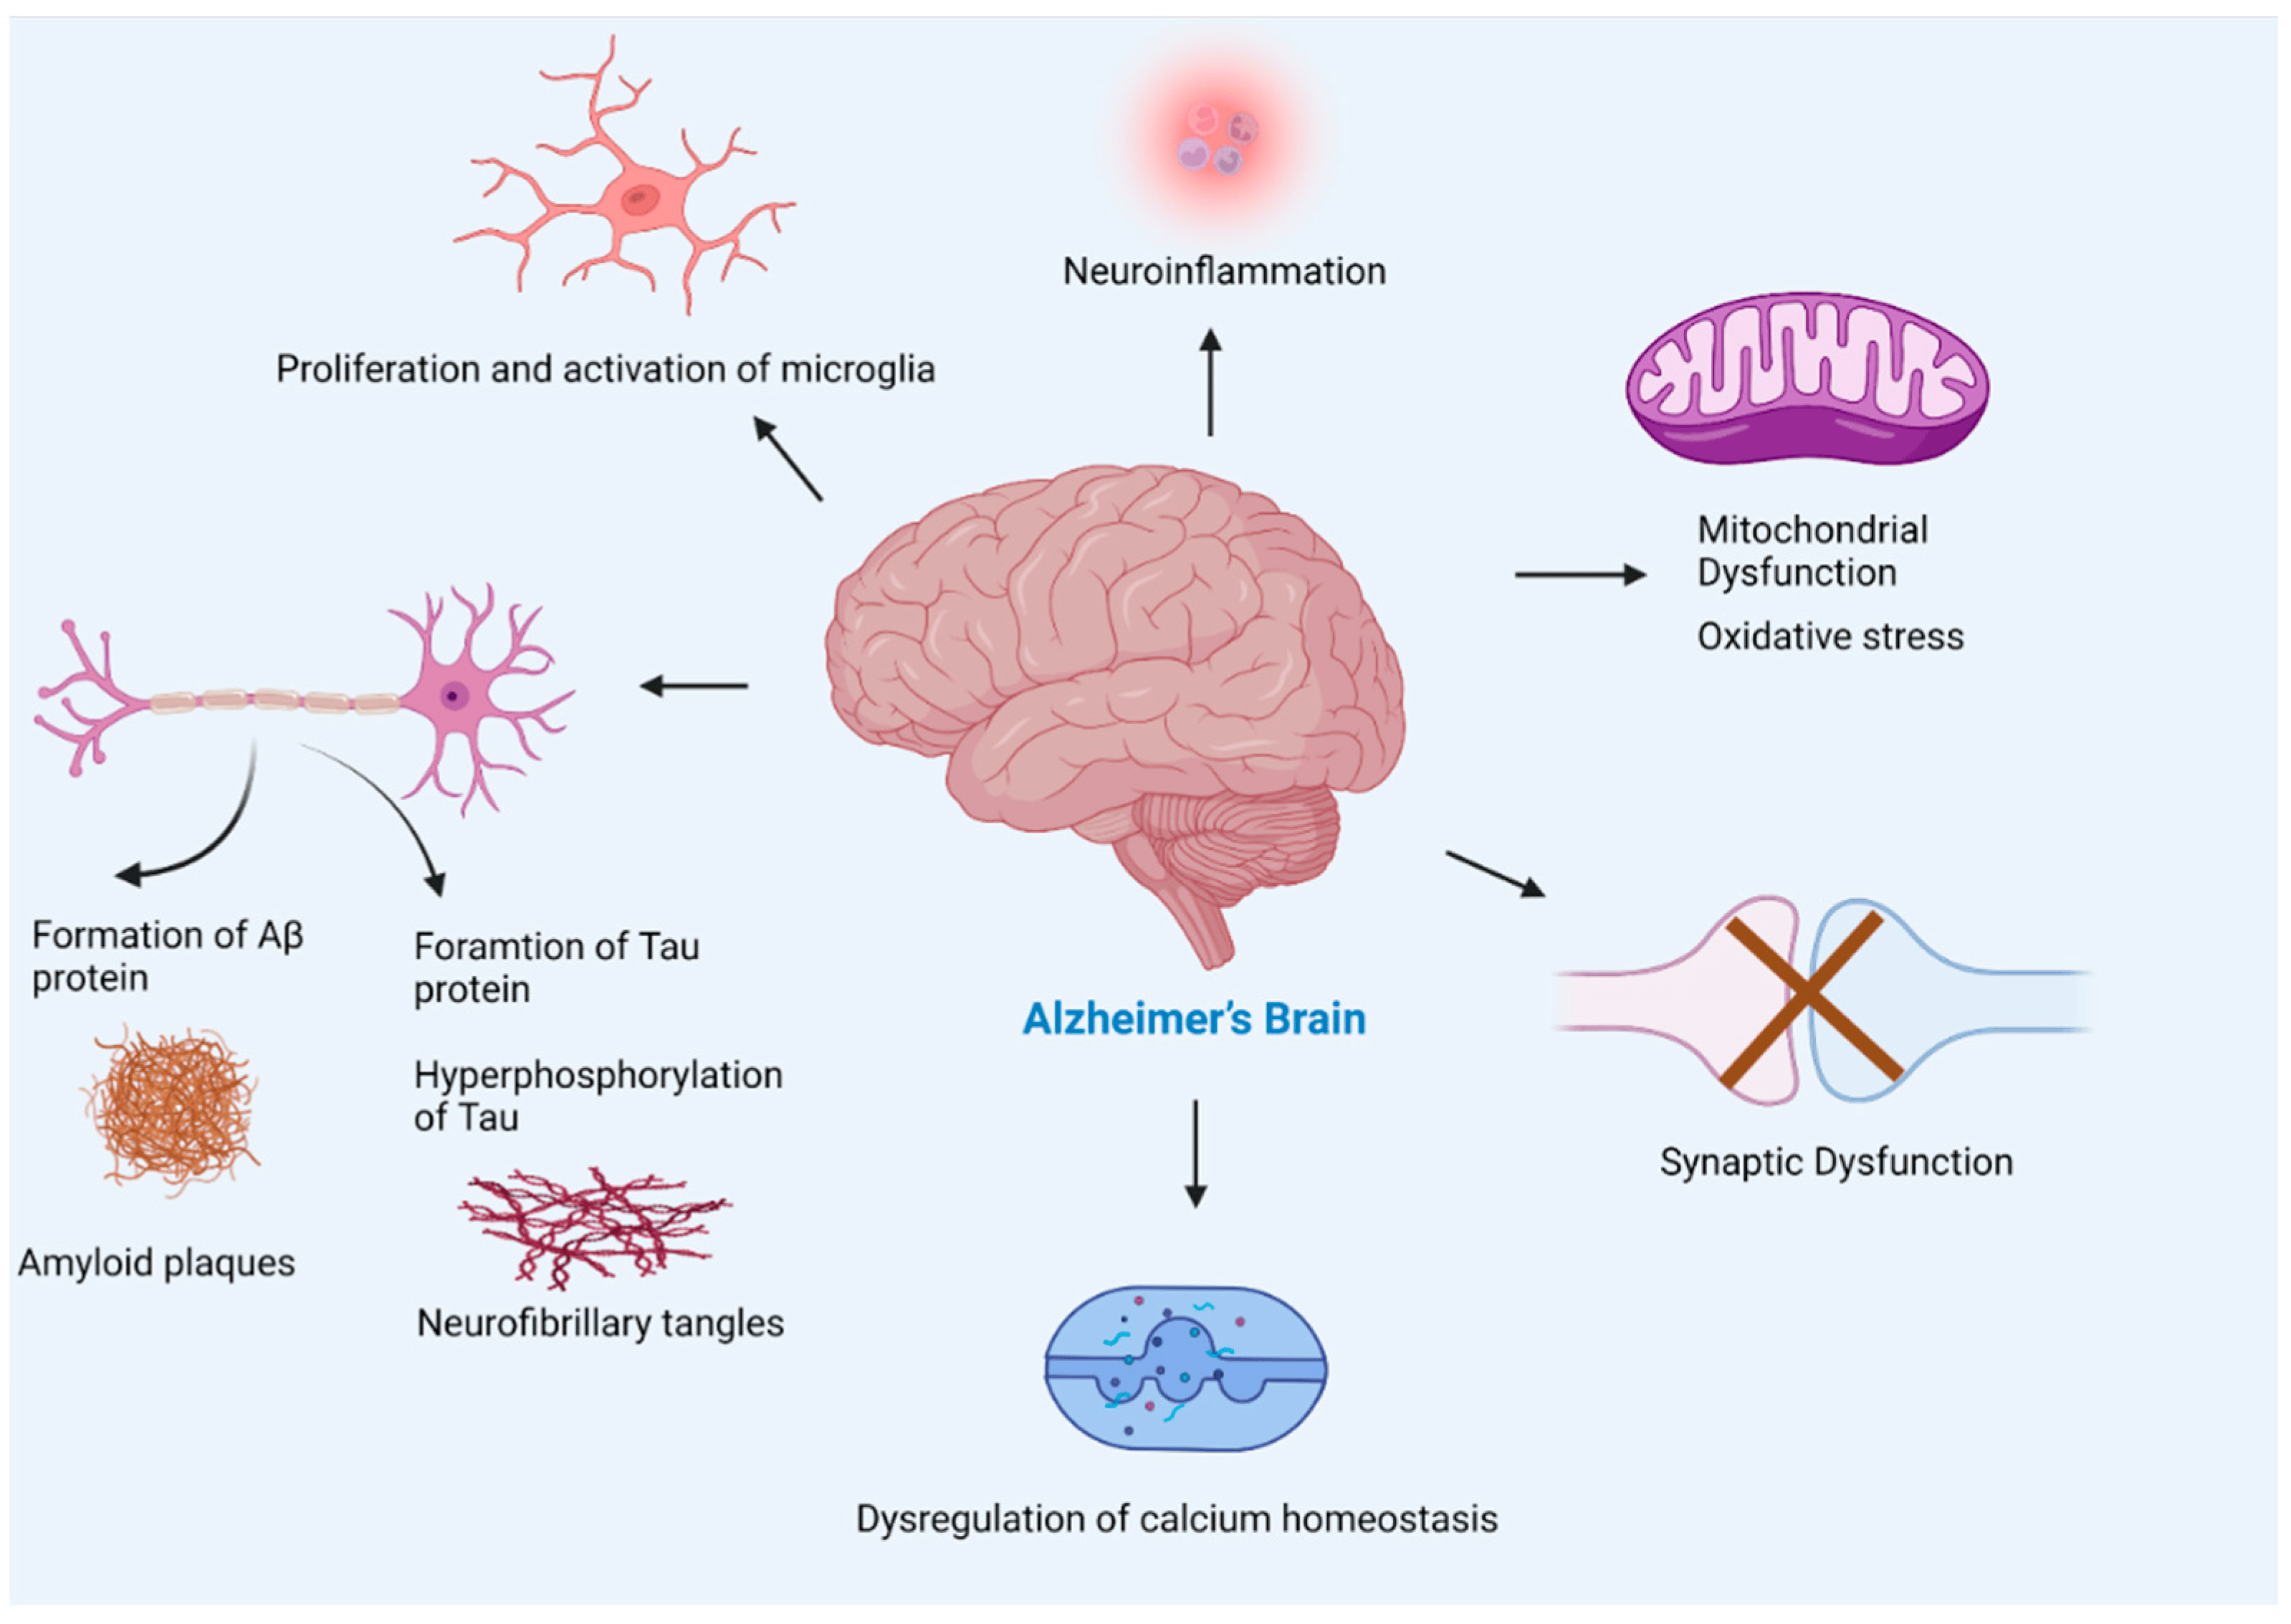 Neuroinflammation
Proliferation and activation of microglia
Mitochondrial
Dysfunction
Oxidative stress
Formation of Aβ
protein
Foramtion of Tau
protein
Hyperphosphorylation
of Tau
Amyloid plaques
Neurofibrillary tangles
Alzheimer's Brain
Synaptic Dysfunction
Dysregulation of calcium homeostasis